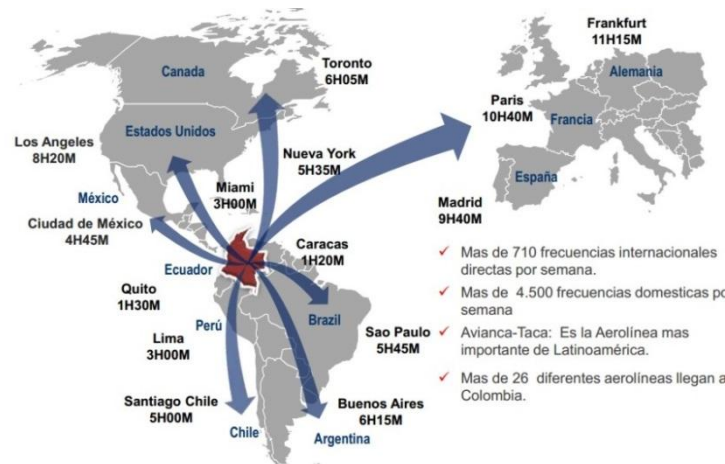 Frankfurt
11H15M
Toronto
6H05M
Canada
Alemania
Paris
10H40M
Francia
Los Angeles
8H20M
Estados Unidos
Nueva York
5H35M
España
Miami
3H00M
México
Madrid
9H40M
Ciudad de México
4H45M
Caracas
1H20M
Ecuador
Quito
1H30M
Perú
Brazil
Lima
3H00M
Sao Paulo
5H45M
Santiago Chile
5H00M
Buenos Aires
6H15M
Chile
Argentina
✓ Mas de 710 frecuencias internacionales
directas por semana.
✓ Mas de 4.500 frecuencias domesticas po
semana
✓ Avianca-Taca: Es la Aerolínea mas
importante de Latinoamérica.
✓ Mas de 26 diferentes aerolíneas llegan a
Colombia.